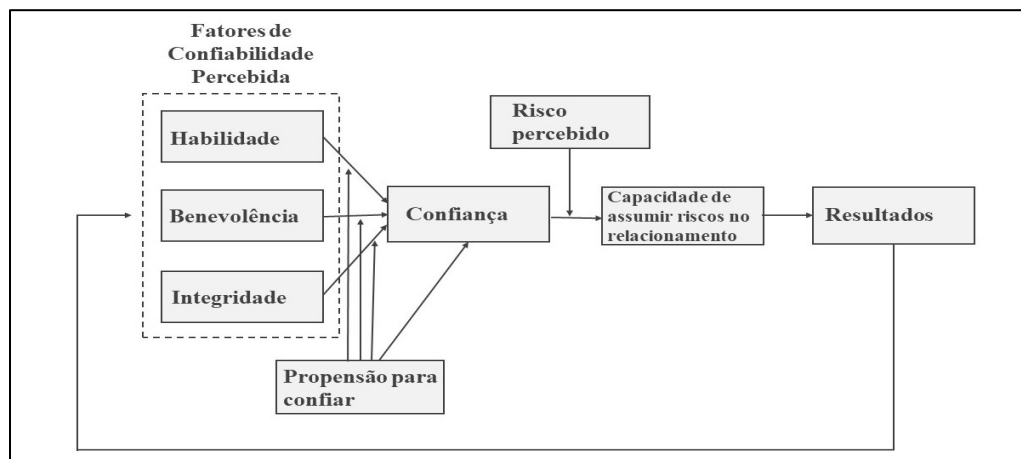 Fatores de
Confiabilidade
Percebida
Habilidade
Benevolência
Integridade
Propensão para
confiar
Confiança
Risco
percebido
Capacidade de
assumir riscos no
relacionamento
Resultados